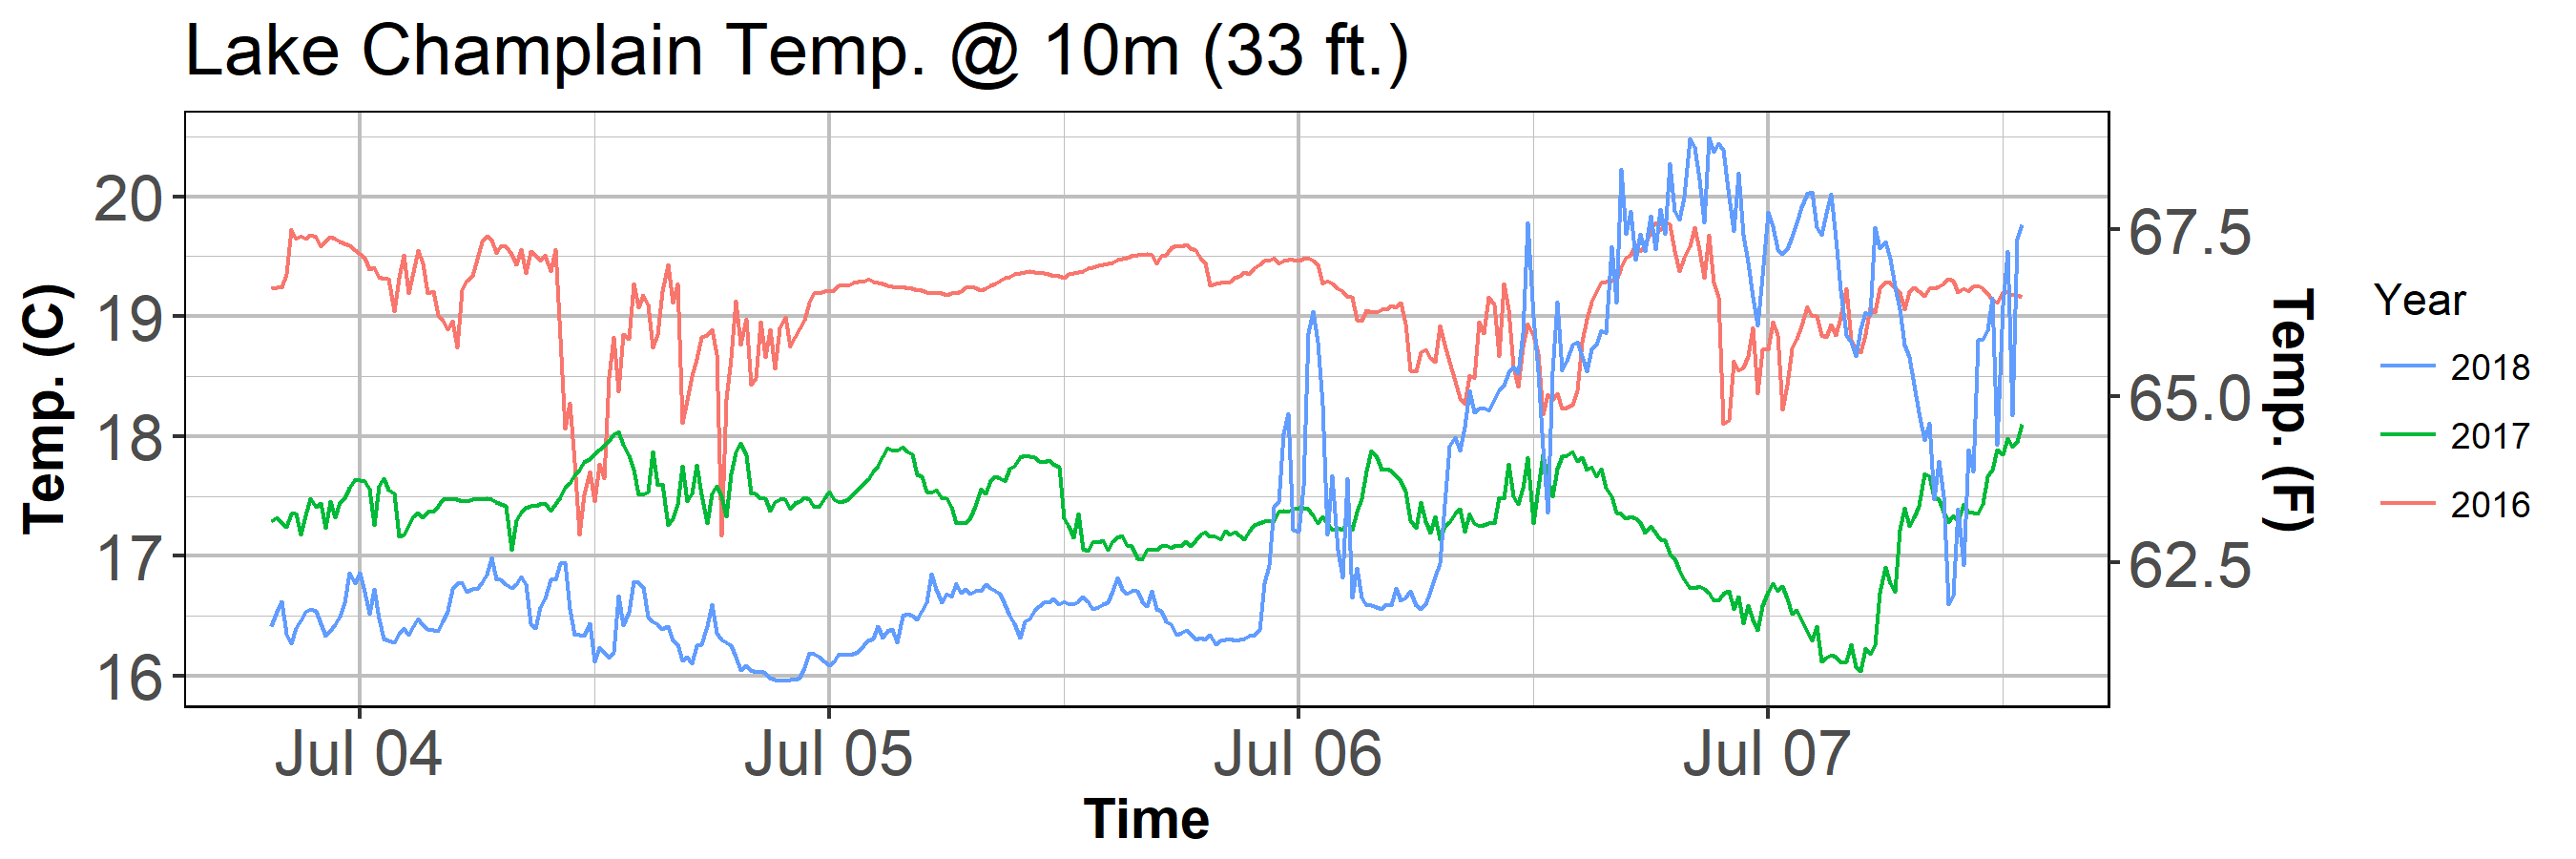 Lake Champlain Temp. @ 10m (33 ft.)
Temp. (C)
20
19
18
17
16
67.5
65.0
62.5
Temp. (F)
Jul 04
Jul 05
Jul 06
Jul 07
Time
Year
2018
2017
2016